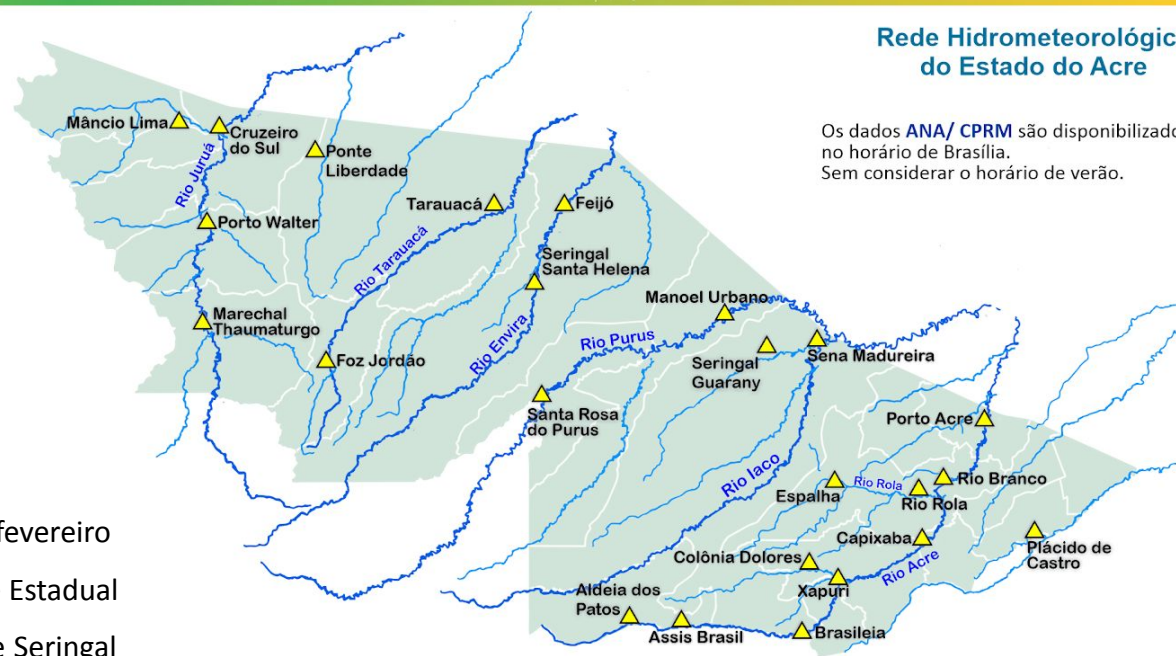 Rede Hidrometeorológic
do Estado do Acre
Os dados ANA/ CPRM são disponibilizado
no horário de Brasília.
Sem considerar o horário de verão.
Mâncio Lima
Cruzeiro
do Sul
Ponte
Liberdade
Rio Juruá
Porto Walter
Tarauacá
Feijó
Rio Tarauacá
Seringal
Santa Helena
Marechal
Thaumaturgo
Foz Jordão
Rio Envira
Manoel Urbano
Rio Purus
Seringal
Guarany
Sena Madureira
Santa Rosa
do Purus
Porto Acre
Rio Iaco
Espalha
Rio Rola
Rio Rola
Rio Branco
Capixaba
Plácido de
Castro
Colônia Dolores
Rio Acre
Xapuri
Aldeia dos
Patos
Assis Brasil
Brasileia
fevereiro
Estadual
e Seringal